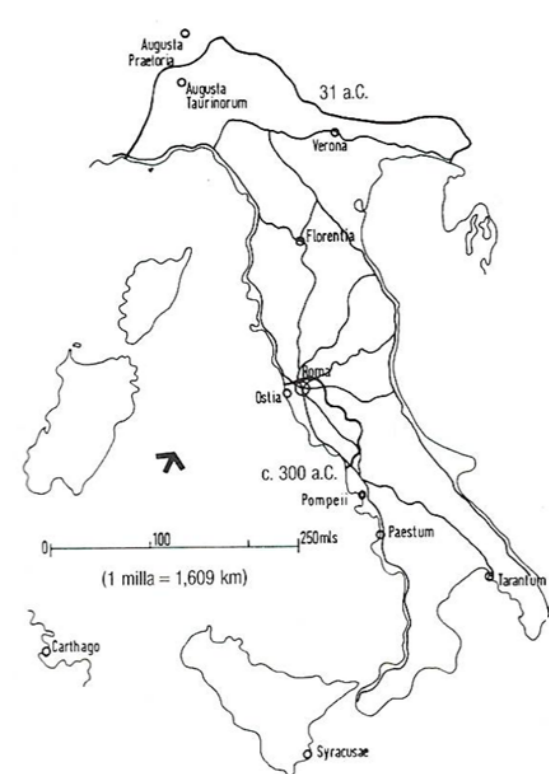 Augusta
Praetoria
Augusta
Taurinorum
31 a.C.
Verona
Florentia
Roma
Ostia
c. 300 a.C.
Pompeii
Paestum
0
100
250mls
(1 milla = 1,609 km)
Tarantum
Carthago
Syracusae